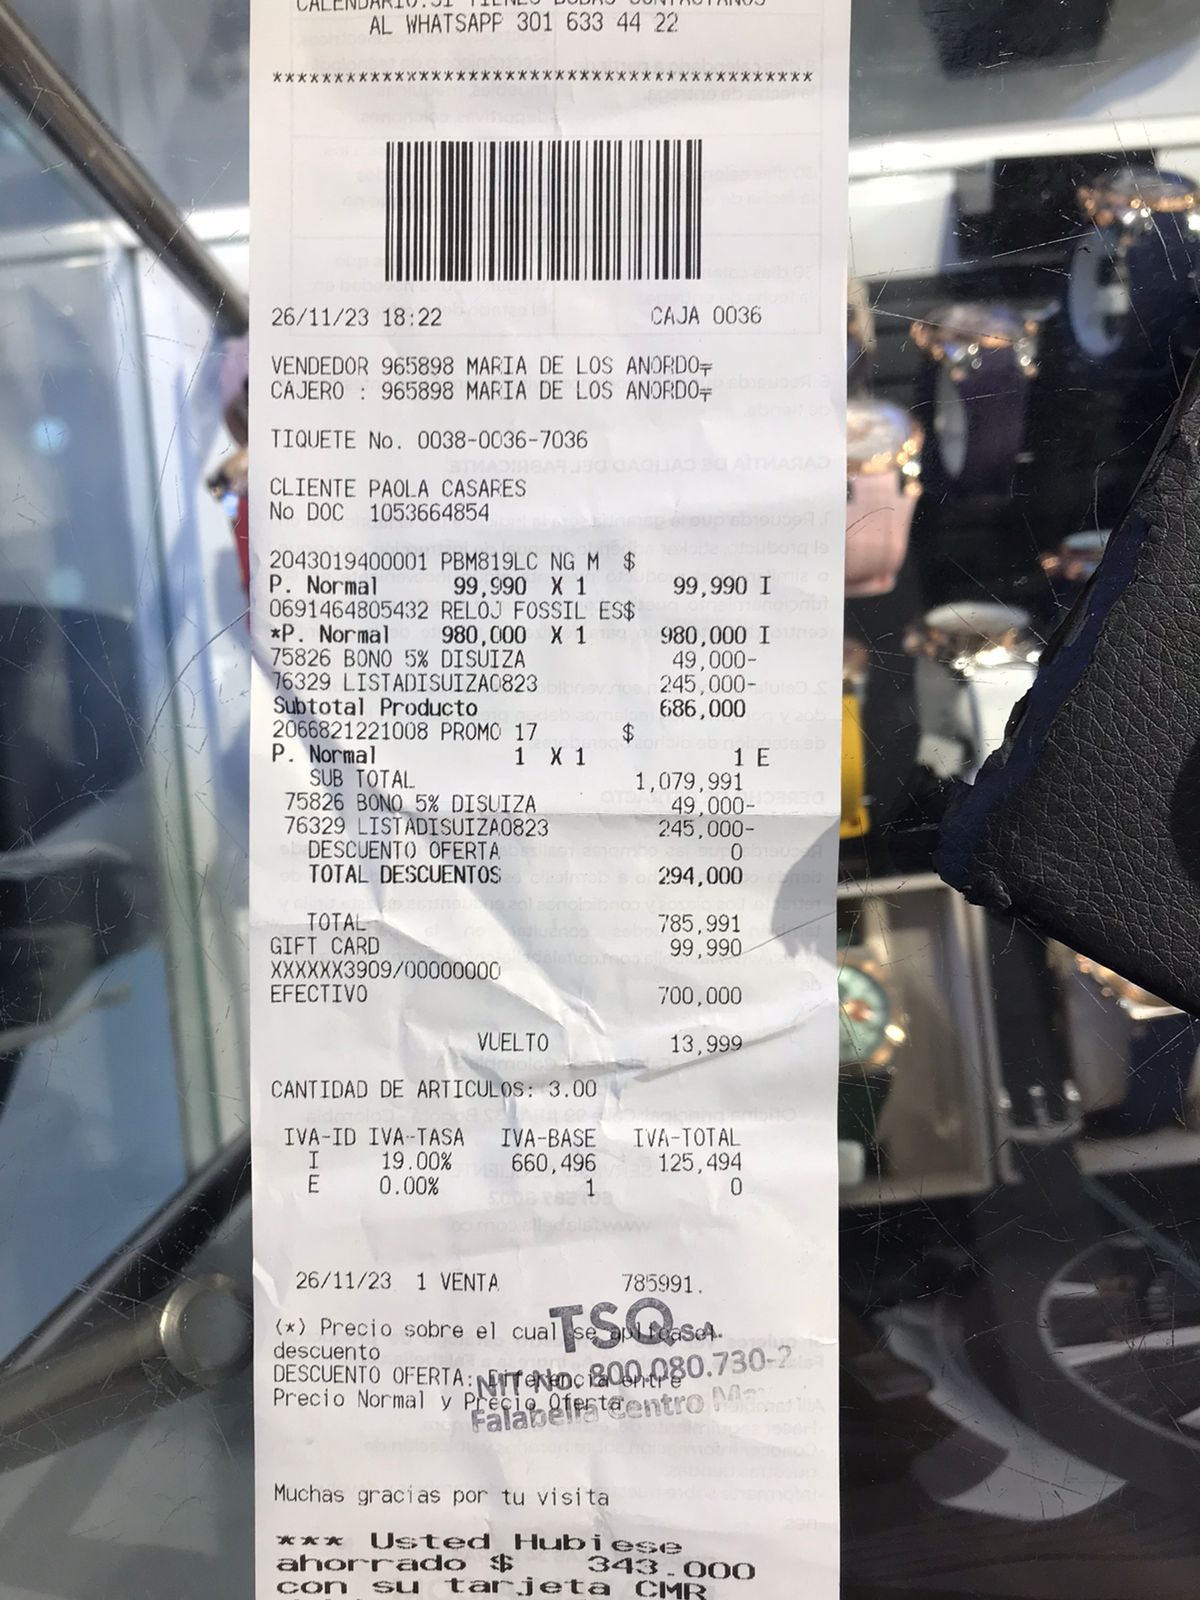 CALENDARIO.SI TIENES DUDAS CONTACTANOS
AL WHATSAPP 301 633 44 22
*********************************************
26/11/23 18:22 CAJA 0036
VENDEDOR 965898 MARIA DE LOS ANORDO
CAJERO : 965898 MARIA DE LOS ANORDO
TIQUETE No. 0038-0036-7036
CLIENTE PAOLA CASARES
No DOC 1053664854
2043019400001 PBM819LC NG M $
P. Normal 99,990 X 1 99,990 I
0691464805432 RELOJ FOSSIL ES$
*P. Normal 980,000 X 1 980,000 I
75826 BONO 5% DISUIZA 49,000-
76329 LISTADISUIZA0823 245,000-
Subtotal Producto 686,000
2066821221008 PROMO 17 $
P. Normal 1 X 1 1 E
SUB TOTAL 1,079,991
75826 BONO 5% DISUIZA 49,000-
76329 LISTADISUIZA0823 245,000-
DESCUENTO OFERTA 0
TOTAL DESCUENTOS 294,000
TOTAL 785,991
GIFT CARD 99,990
XXXXXX3909/00000000
EFECTIVO 700,000
VUELTO 13,999
CANTIDAD DE ARTICULOS: 3.00
IVA-ID IVA-TASA IVA-BASE IVA-TOTAL
I 19.00% 660,496 125,494
E 0.00% 1 0
26/11/23 1 VENTA 785991.
TSQ S.A.
(*) Precio sobre el cual se aplica el
descuento
NIT No. 800.080.730-2
DESCUENTO OFERTA: Diferencia entre
Precio Normal y Precio Oferta
Falabella Centro
Muchas gracias por tu visita
*** Usted Hubiese
ahorrado $ 343.000
con su tarjeta CMR